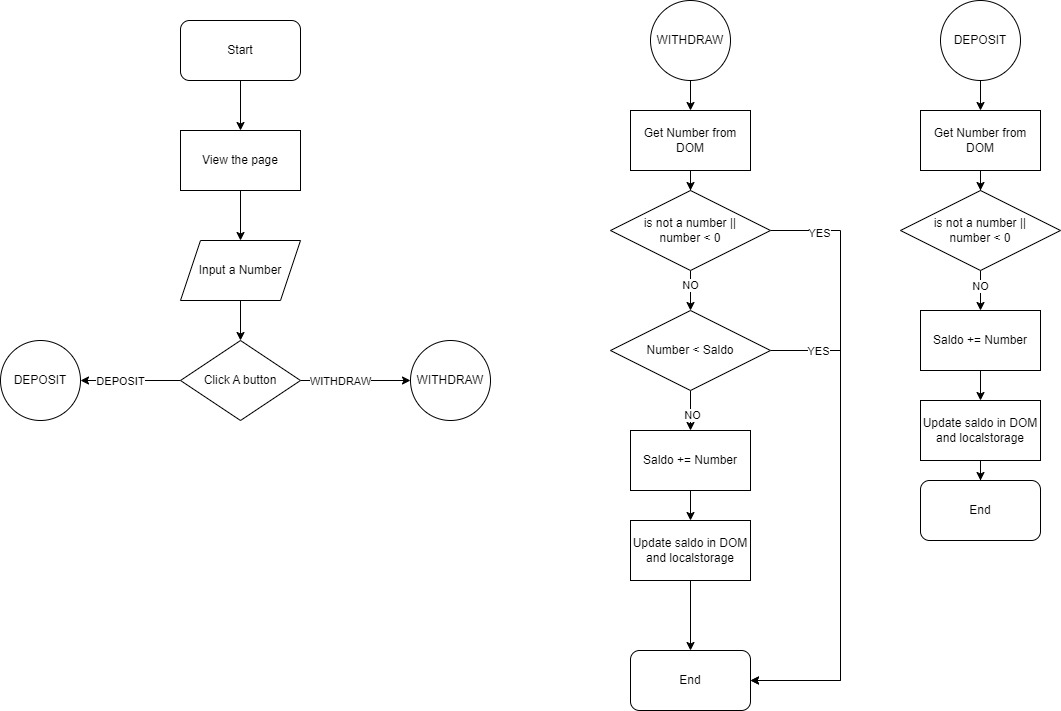 Start
View the page
Input a Number
Click A button
DEPOSIT
DEPOSIT
WITHDRAW
WITHDRAW
WITHDRAW
Get Number from
DOM
is not a number ||
number < 0
YES
NO
Number < Saldo
YES
NO
Saldo += Number
Update saldo in DOM
and localstorage
End
DEPOSIT
Get Number from
DOM
is not a number ||
number < 0
NO
Saldo += Number
Update saldo in DOM
and localstorage
End